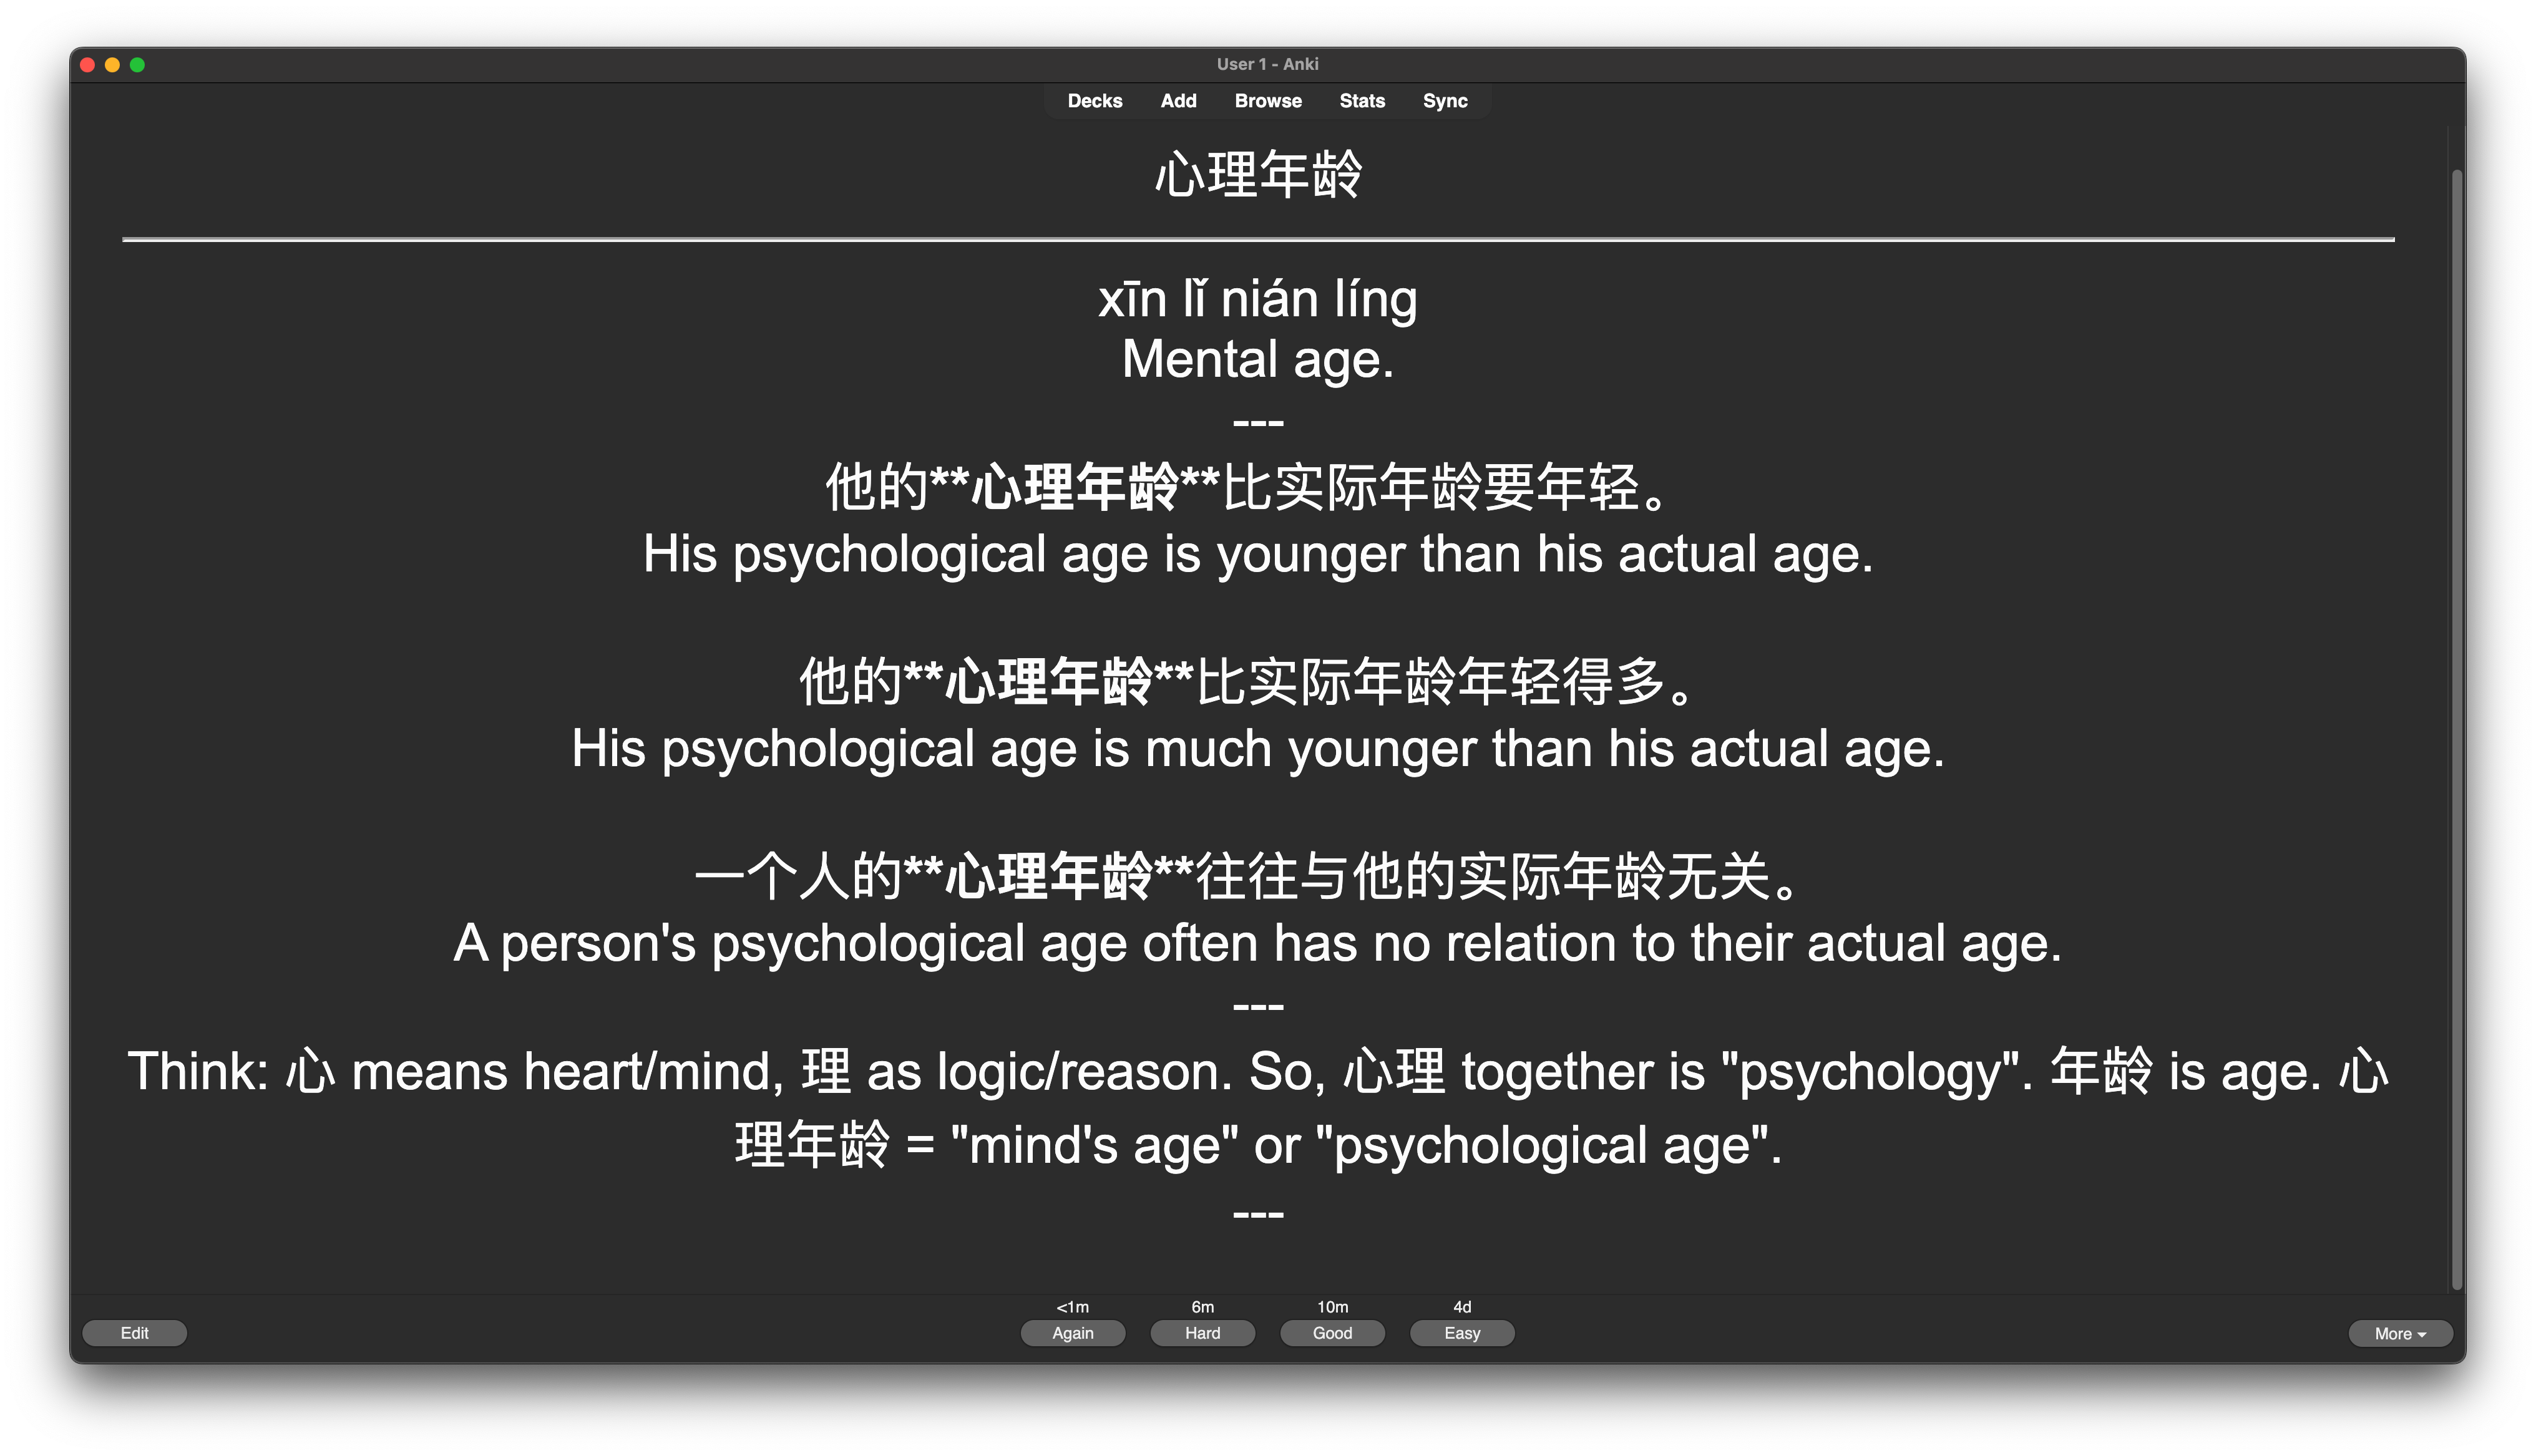 User 1 - Anki
Decks Add Browse Stats Sync
心理年龄
xīn lǐ nián líng
Mental age.
---
他的**心理年龄**比实际年龄要年轻。
His psychological age is younger than his actual age.
他的**心理年龄**比实际年龄年轻得多。
His psychological age is much younger than his actual age.
一个人的**心理年龄**往往与他的实际年龄无关。
A person's psychological age often has no relation to their actual age.
---
Think: 心 means heart/mind, 理 as logic/reason. So, 心理 together is "psychology". 年龄 is age. 心
理年龄 = "mind's age" or "psychological age".
---
<1m 6m 10m 4d
Edit Again Hard Good Easy More